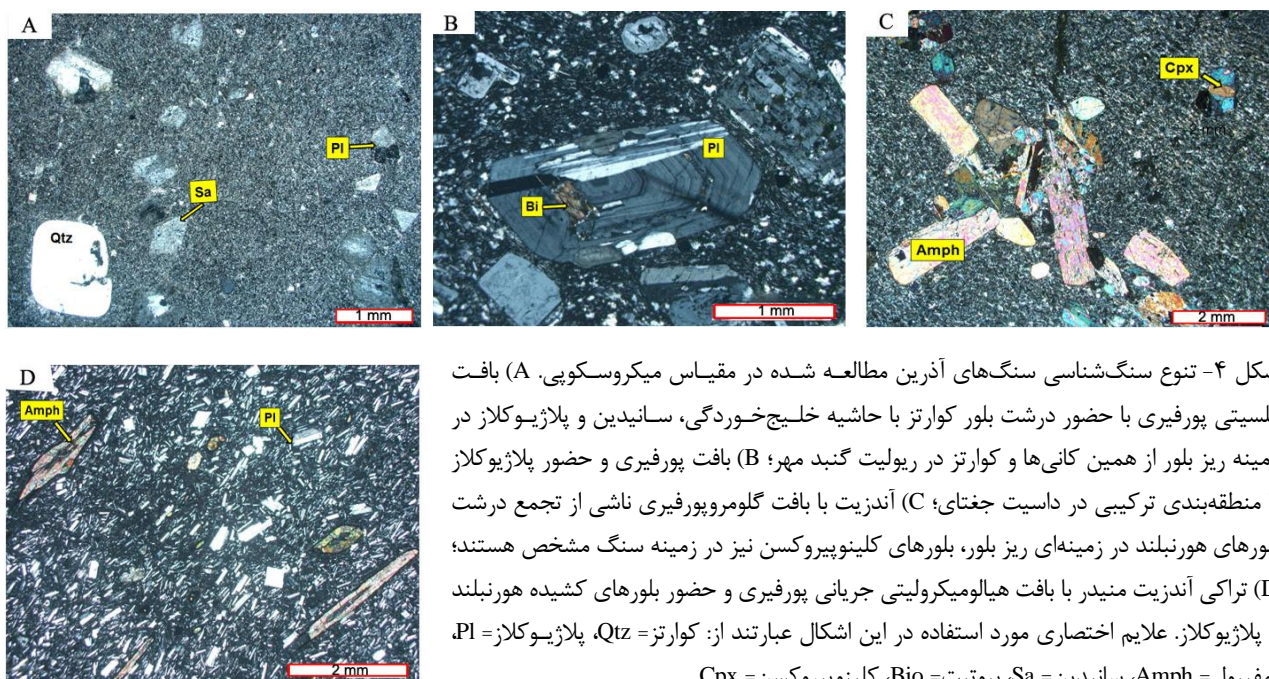 A
Pl
Sa
Qtz
1 mm
B
Pl
Bi
1 mm
C
Cpx
2 mm
Amph
2 mm
D
Amph
Pl
2 mm
شکل ۴- تنوع سنگ‌شناسی سنگ‌های آذرین مطالعه شده در مقیاس میکروسکوپی. A) بافت
لسیتی پورفیری با حضور درشت بلور کوارتز با حاشیه خلیج‌خوردگی، سانیدین و پلاژیوکلاز در
مینه ریز بلور از همین کانی‌ها و کوارتز در ریولیت گنبد مهر؛ B) بافت پورفیری و حضور پلاژیوکلاز
منطقه‌بندی ترکیبی در داسیت جغتای؛ C) آندزیت با بافت گلومروپورفیری ناشی از تجمع درشت
لورهای هورنبلند در زمینه‌ای ریز بلور، بلورهای کلینوپیروکسن نیز در زمینه سنگ مشخص هستند؛
D) تراکی آندزیت منیدر با بافت هیالومیکرولیتی جریانی پورفیری و حضور بلورهای کشیده هورنبلند
پلاژیوکلاز. علایم اختصاری مورد استفاده در این اشکال عبارتند از: کوارتز= Qtz، پلاژیوکلاز= Pl،
Amph، سانیدین= Sa، بیوتیت= Bio، کلینوپیروکسن= Cpx